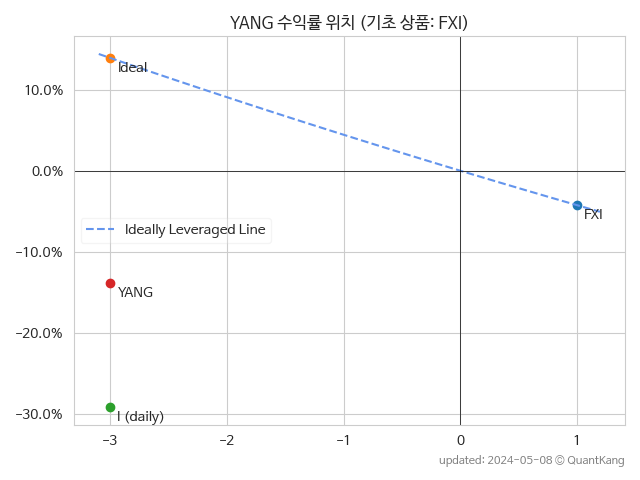 YANG 수익률 위치 (기초 상품: FXI)
10.0%
0.0%
−10.0%
−20.0%
−30.0%
Ideal
FXI
Ideally Leveraged Line
YANG
I (daily)
−3
−2
−1
0
1
updated: 2024-05-08 © QuantKang